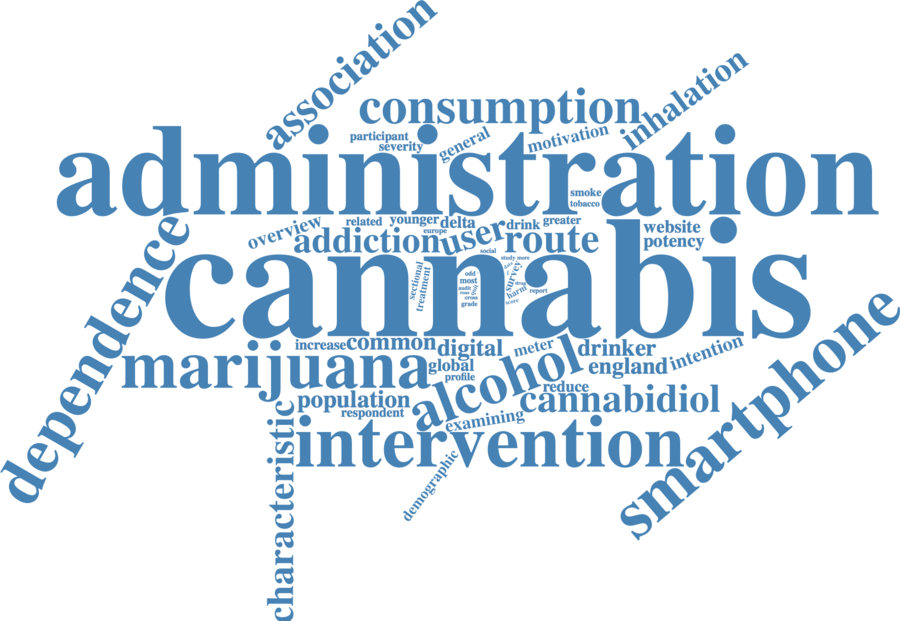 association
consumption
inhalation
participant
severity
general
motivation
administration
smoke
tobacco
dependence
overview
related
younger
delta
drink
greater
europe
website
potency
addiction
user
route
social
study more
cannabis
sectional
treatment
odd
most
audit
cross
grade
survey
drug
harm
report
increase
common
digital
meter
drinker
intention
marijuana
global
profile
alcohol
england
smartphone
population
respondent
reduce
cannabidiol
examining
characteristic
intervention
demographic